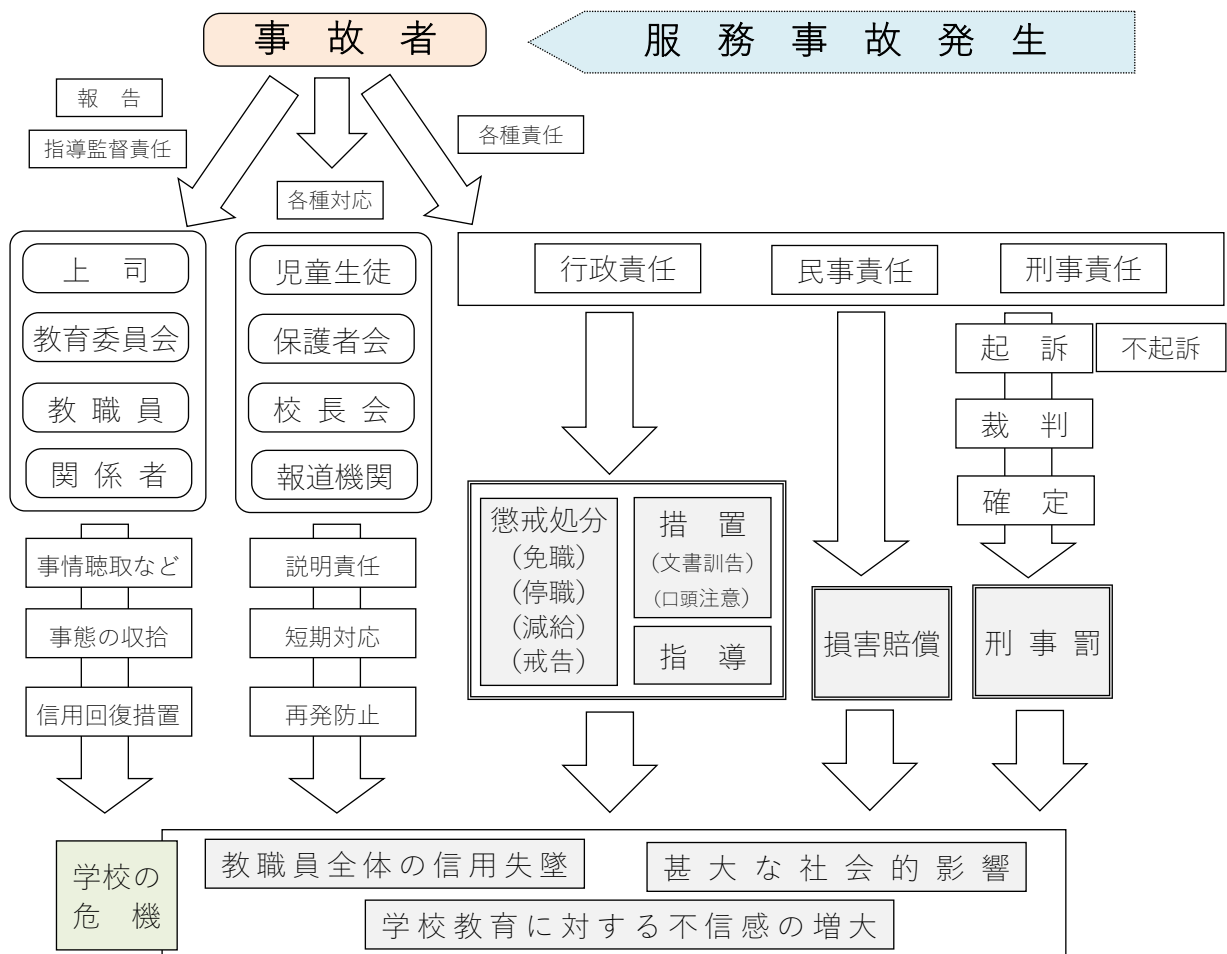 事故者
服務事故発生
報告
指導監督責任
各種対応
各種責任
上司
教育委員会
教職員
関係者
事情聴取など
事態の収拾
信用回復措置
児童生徒
保護者会
校長会
報道機関
説明責任
短期対応
再発防止
行政責任
民事責任
刑事責任
懲戒処分
(免職)
(停職)
(減給)
(戒告)
措置
(文書訓告)
(口頭注意)
指導
損害賠償
起訴
不起訴
裁判
確定
刑事罰
学校の
危機
教職員全体の信用失墜
甚大な社会的影響
学校教育に対する不信感の増大